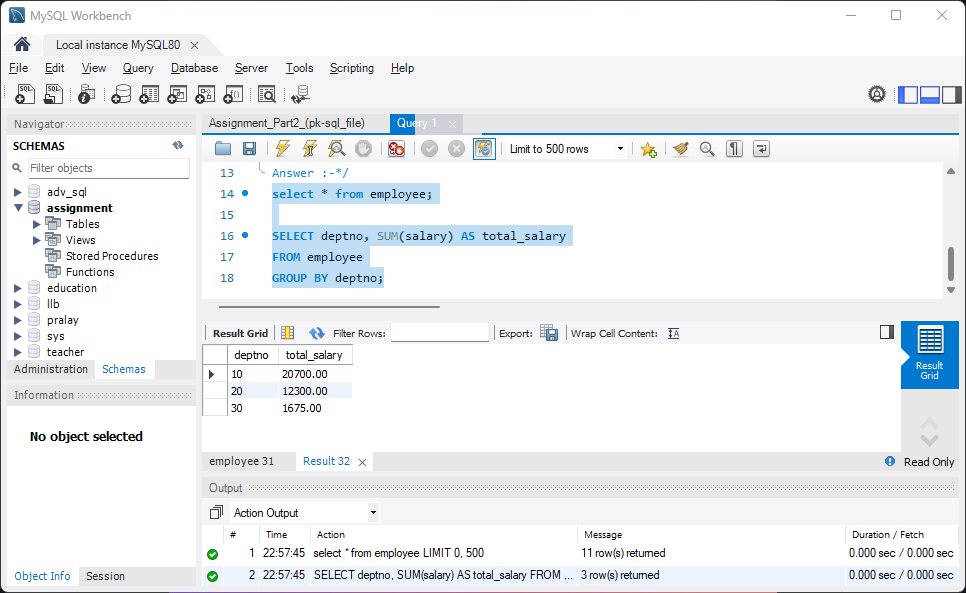 MySQL Workbench
Local instance MySQL80
File Edit View Query Database Server Tools Scripting Help
Navigator
SCHEMAS
Filter objects
adv_sql
assignment
Tables
Views
Stored Procedures
Functions
education
llb
pralay
sys
teacher
Administration Schemas
Information
No object selected
Object Info Session
Assignment_Part2_(pk-sql_file) Query 1
Limit to 500 rows
13 Answer :-*/
14 select * from employee;
15
16 SELECT deptno, SUM(salary) AS total_salary
17 FROM employee
18 GROUP BY deptno;
Result Grid Filter Rows: Export: Wrap Cell Content:
deptno total_salary
10 20700.00
20 12300.00
30 1675.00
Result Grid
employee 31 Result 32 Read Only
Output
Action Output
# Time Action Message Duration / Fetch
1 22:57:45 select * from employee LIMIT 0, 500 11 row(s) returned 0.000 sec / 0.000 sec
2 22:57:45 SELECT deptno, SUM(salary) AS total_salary FROM ... 3 row(s) returned 0.000 sec / 0.000 sec